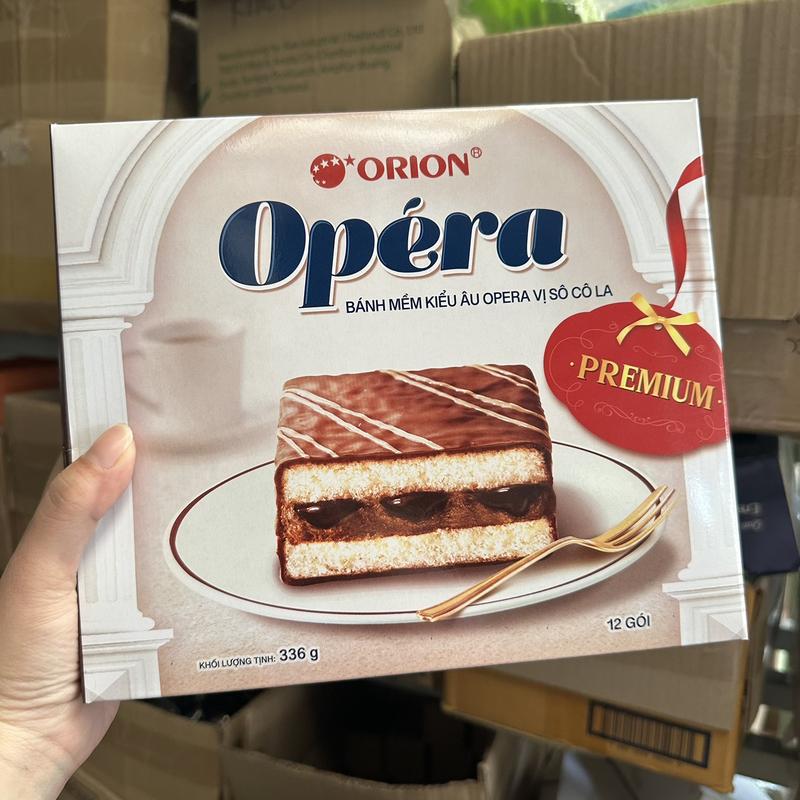 ORION®
Opéra
BÁNH MỀM KIỂU ÂU OPERA VỊ SÔ CÔ LA
·PREMIUM·
12 GÓI
KHỐI LƯỢNG TỊNH: 336 g